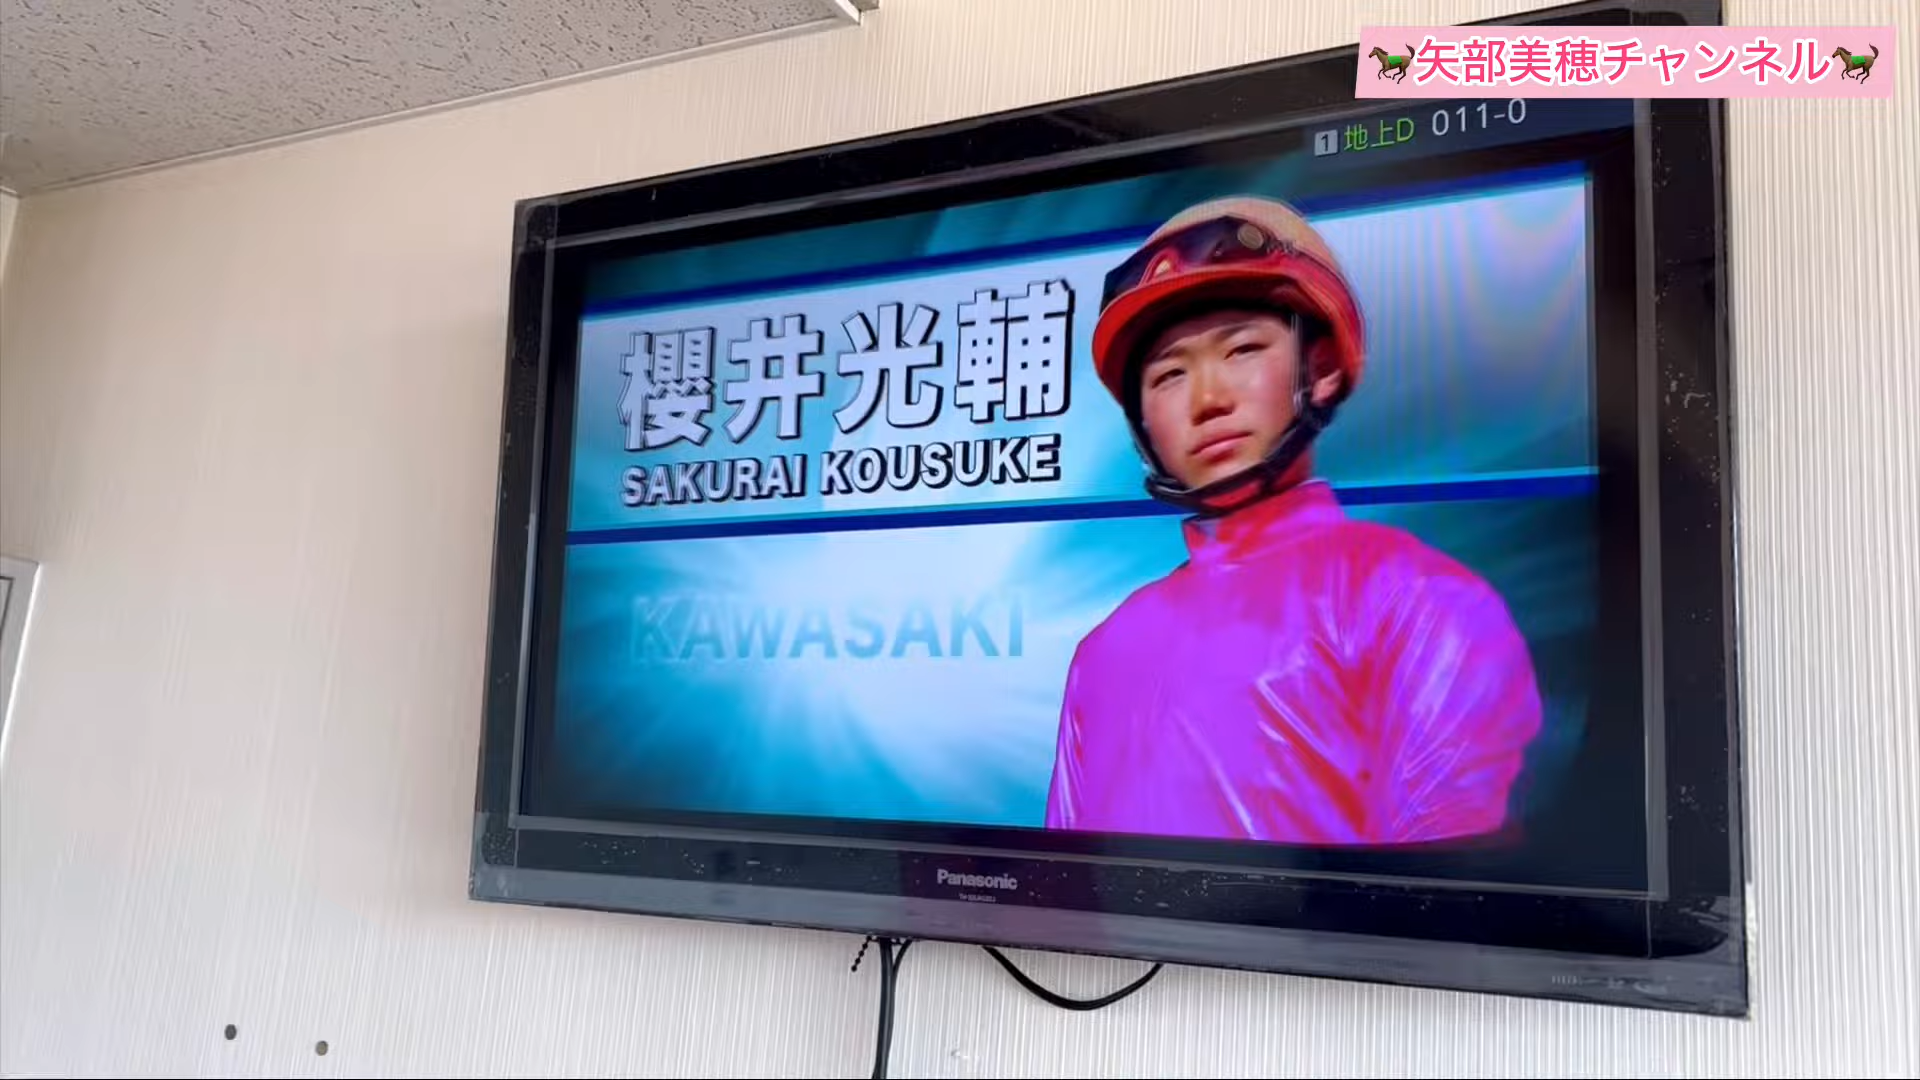 🐎矢部美穂チャンネル🐎
1 地上D 011-0
櫻井光輔
SAKURAI KOUSUKE
KAWASAKI
Panasonic